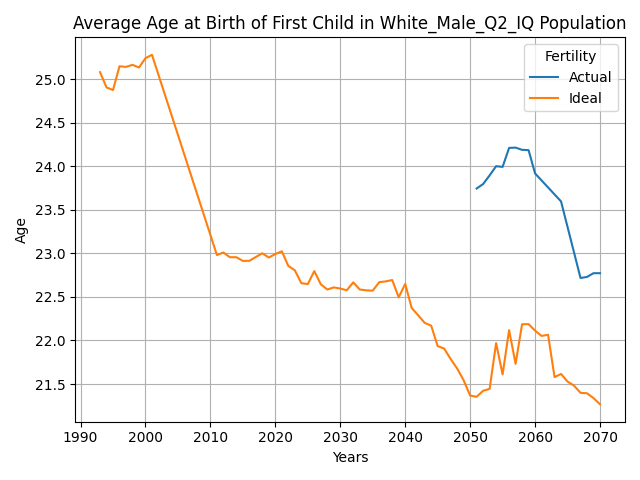 Average Age at Birth of First Child in White_Male_Q2_IQ Population
Fertility
Actual
Ideal
Age
25.0
24.5
24.0
23.5
23.0
22.5
22.0
21.5
1990 2000 2010 2020 2030 2040 2050 2060 2070
Years